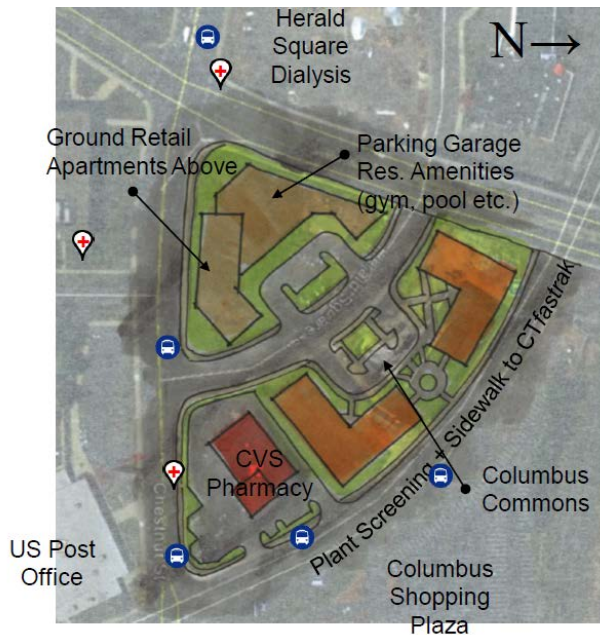 Herald
Square
Dialysis
N
Ground Retail
Apartments Above
Parking Garage
Res. Amenities
(gym, pool etc.)
CVS
Pharmacy
Plant Screening + Sidewalk to CTfastrak
Columbus
Commons
US Post
Office
Columbus
Shopping
Plaza